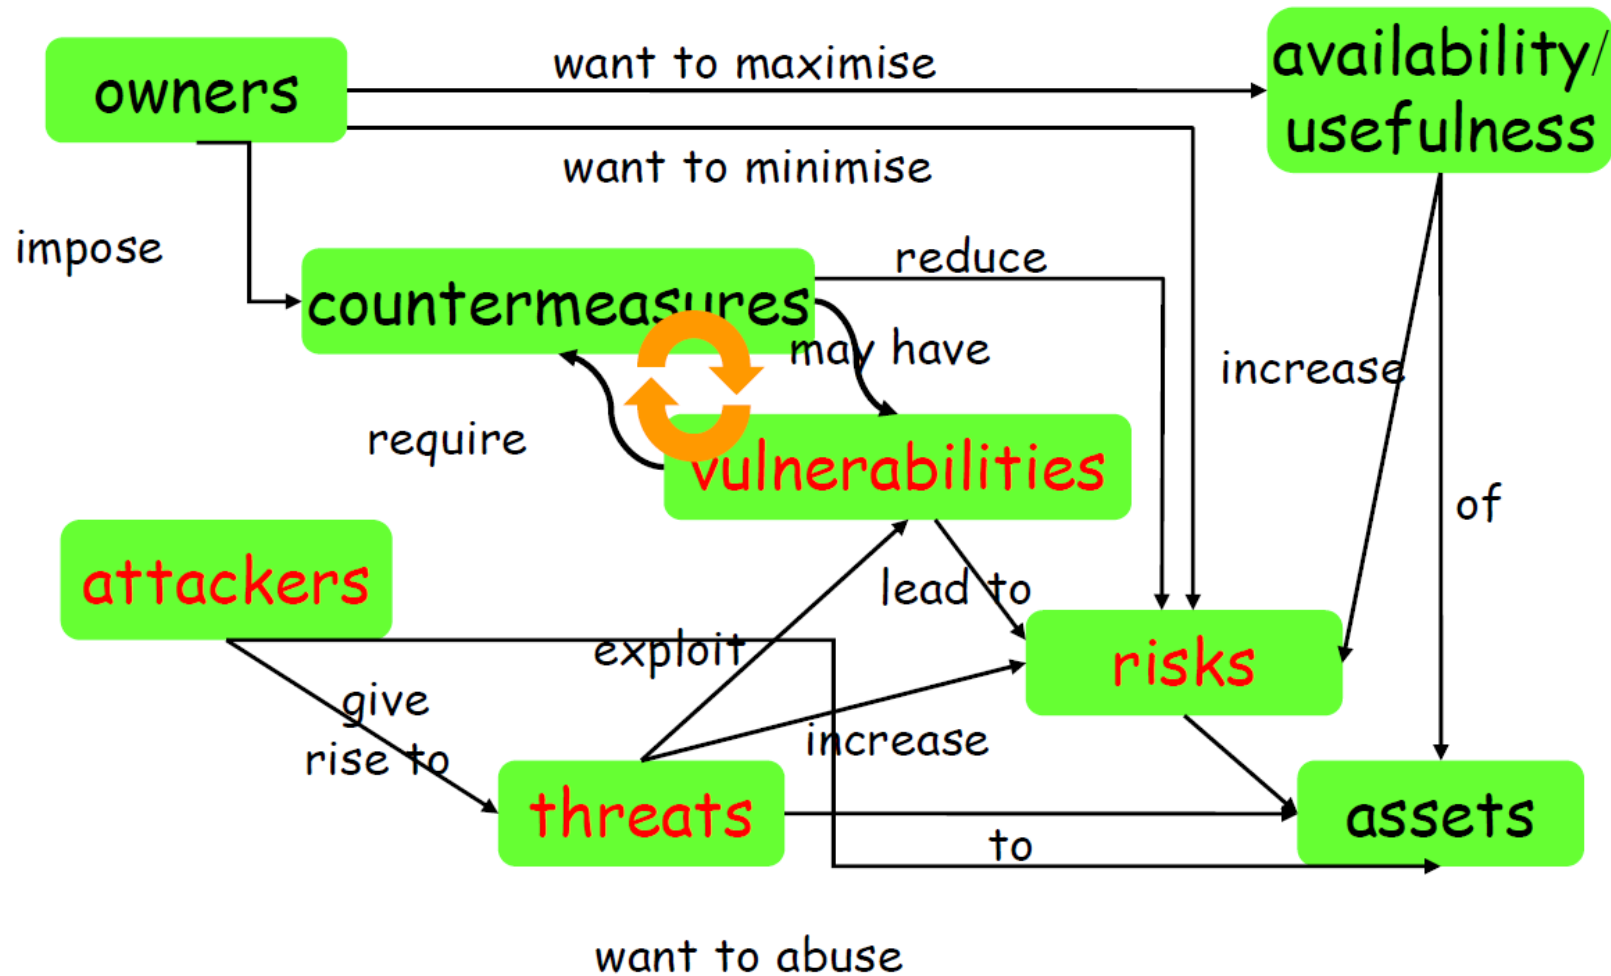 owners
want to maximise
availability/
usefulness
want to minimise
impose
countermeasures
reduce
may have
increase
require
vulnerabilities
of
attackers
lead to
exploit
risks
give
rise to
increase
threats
to
assets
want to abuse